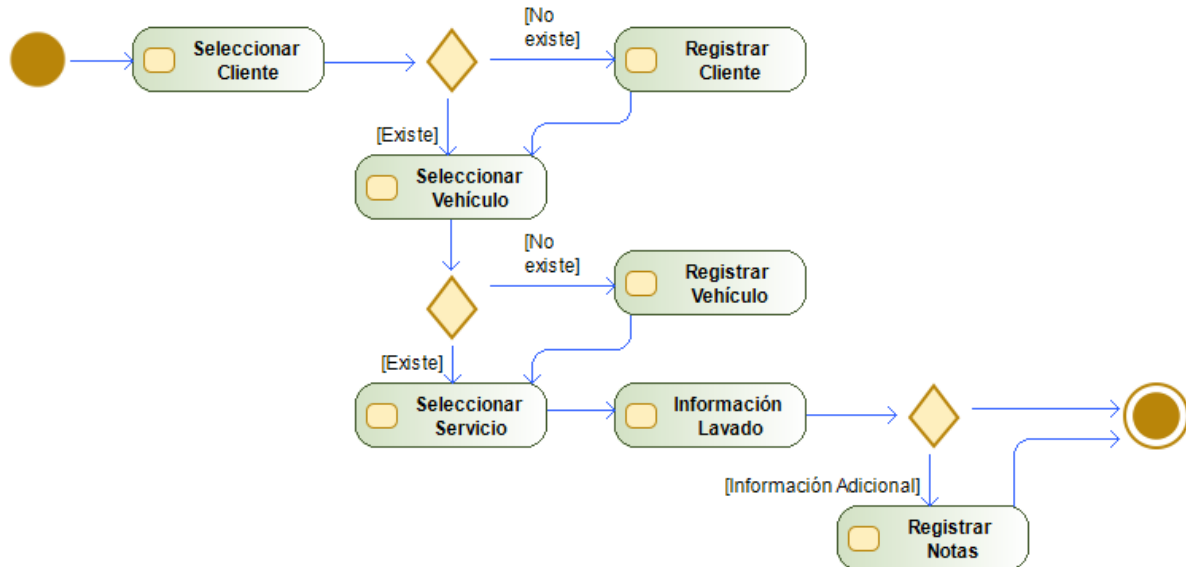 [No
existe]
Seleccionar
Cliente
Registrar
Cliente
[Existe]
Seleccionar
Vehículo
[No
existe]
Registrar
Vehículo
[Existe]
Seleccionar
Servicio
Información
Lavado
[Información Adicional]
Registrar
Notas